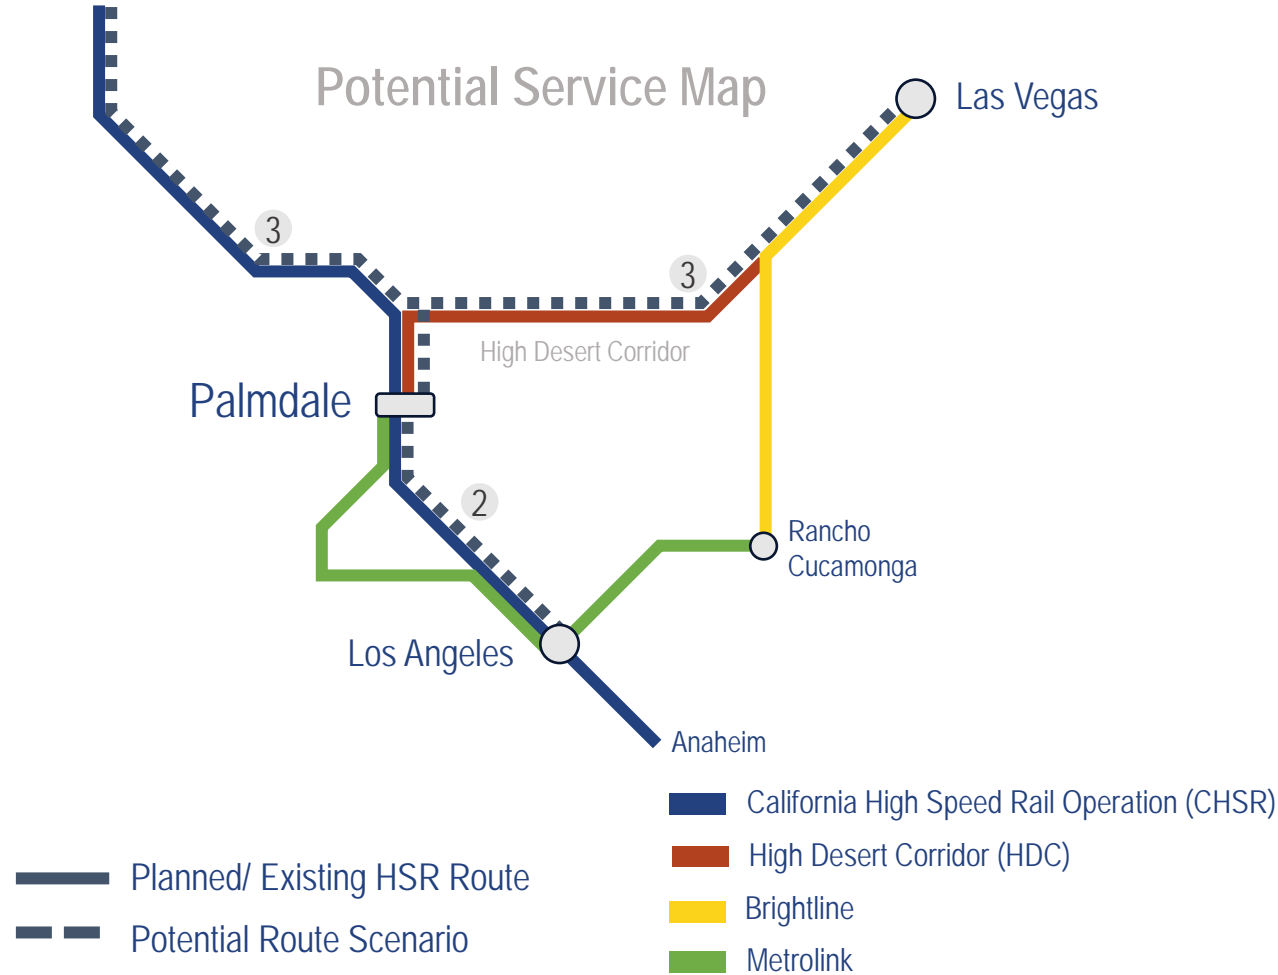 Potential Service Map
Las Vegas
3
3
High Desert Corridor
Palmdale
2
Rancho
Cucamonga
Los Angeles
Anaheim
California High Speed Rail Operation (CHSR)
High Desert Corridor (HDC)
Brightline
Metrolink
Planned/ Existing HSR Route
Potential Route Scenario